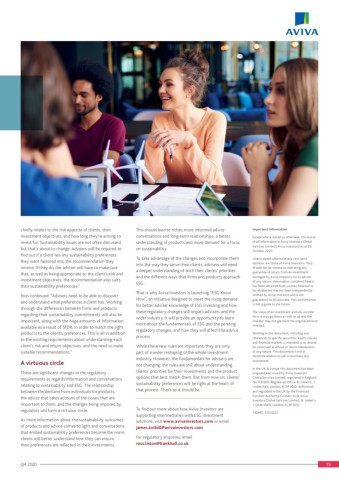 AVIVA
chiefly relates to the risk appetite of clients, their
investment objectives, and how long they're aiming to
invest for. Sustainability issues are not often discussed
but that's about to change. Advisers will be required to
find out if a client has any sustainability preferences
they want factored into the recommendation they
receive. If they do, the adviser will have to make sure
that, as well as being appropriate to the client's risk and
investment objectives, the recommendation also suits
their sustainability preferences."
Ross continued: "Advisers need to be able to discover
and understand what preferences a client has. Working
through the differences between firms and products
regarding their sustainability commitments will also be
important, along with the huge amounts of information
available as a result of SFDR, in order to match the right
products to the client's preferences. This is all in addition
to the existing requirements about understanding each
client's risk and return objectives, and the need to make
suitable recommendations."
A virtuous circle
There are significant changes in the regulatory
requirements as regards information and conversations
relating to sustainability and ESG. The relationship
between the demand from individuals for products,
the advice that takes account of the issues that are
important to them, and the changes being imposed by
regulators will form a virtuous circle.
As more information about the sustainability outcomes
of products and advice comes to light and conversations
that embed sustainability preferences become the norm,
clients will better understand how they can ensure
their preferences are reflected in their investments.
This should lead to richer, more informed advice
conversations and long-term relationships, a better
understanding of products and more demand for a focus
on sustainability.
To take advantage of the changes and incorporate them
into the way they serve their clients, advisers will need
a deeper understanding of both their clients' priorities
and the different ways that firms and products approach
ESG.
That is why Aviva Investors is launching "ESG Know
How", an initiative designed to meet the rising demand
for better adviser knowledge of ESG investing and how
these regulatory changes will impact advisers and the
wider industry. It will provide an opportunity to learn
more about the fundamentals of ESG and the pending
regulatory changes, and how they will affect the advice
process.
While these new rules are important, they are only
part of a wider reimaging of the whole investment
industry. However, the fundamentals for advisers are
not changing; the rules are still about understanding
clients' priorities for their investments and the product
choices that best match them. But from now on, clients'
sustainability preferences will be right at the heart of
that process. That's as it should be.
To find out more about how Aviva Investors are
supporting intermediaries with ESG investment
solutions, visit www.avivainvestors.com or email
james.tothill@avivainvestors.com
For regulatory enquiries, email
ross.liston@bankhall.co.uk
Important information
Q4 2020
15